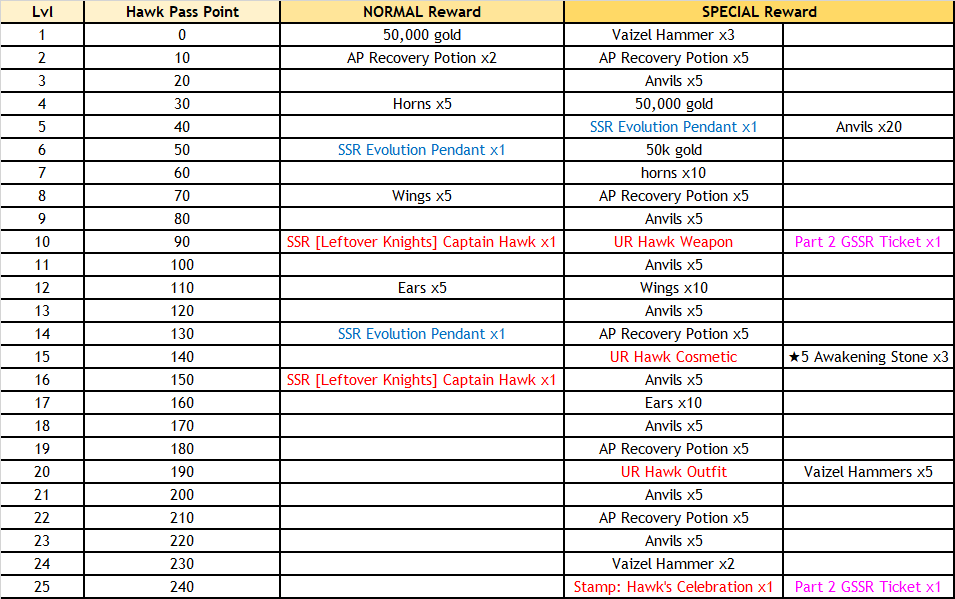 Lvl Hawk Pass Point NORMAL Reward SPECIAL Reward
1 0 50,000 gold Vaizel Hammer x3
2 10 AP Recovery Potion x2 AP Recovery Potion x5
3 20 Anvils x5
4 30 Horns x5 50,000 gold
5 40 SSR Evolution Pendant x1 Anvils x20
6 50 SSR Evolution Pendant x1 50k gold
7 60 horns x10
8 70 Wings x5 AP Recovery Potion x5
9 80 Anvils x5
10 90 SSR [Leftover Knights] Captain Hawk x1 UR Hawk Weapon Part 2 GSSR Ticket x1
11 100 Anvils x5
12 110 Ears x5 Wings x10
13 120 Anvils x5
14 130 SSR Evolution Pendant x1 AP Recovery Potion x5
15 140 UR Hawk Cosmetic ★5 Awakening Stone x3
16 150 SSR [Leftover Knights] Captain Hawk x1 Anvils x5
17 160 Ears x10
18 170 Anvils x5
19 180 AP Recovery Potion x5
20 190 UR Hawk Outfit Vaizel Hammers x5
21 200 Anvils x5
22 210 AP Recovery Potion x5
23 220 Anvils x5
24 230 Vaizel Hammer x2
25 240 Stamp: Hawk's Celebration x1 Part 2 GSSR Ticket x1